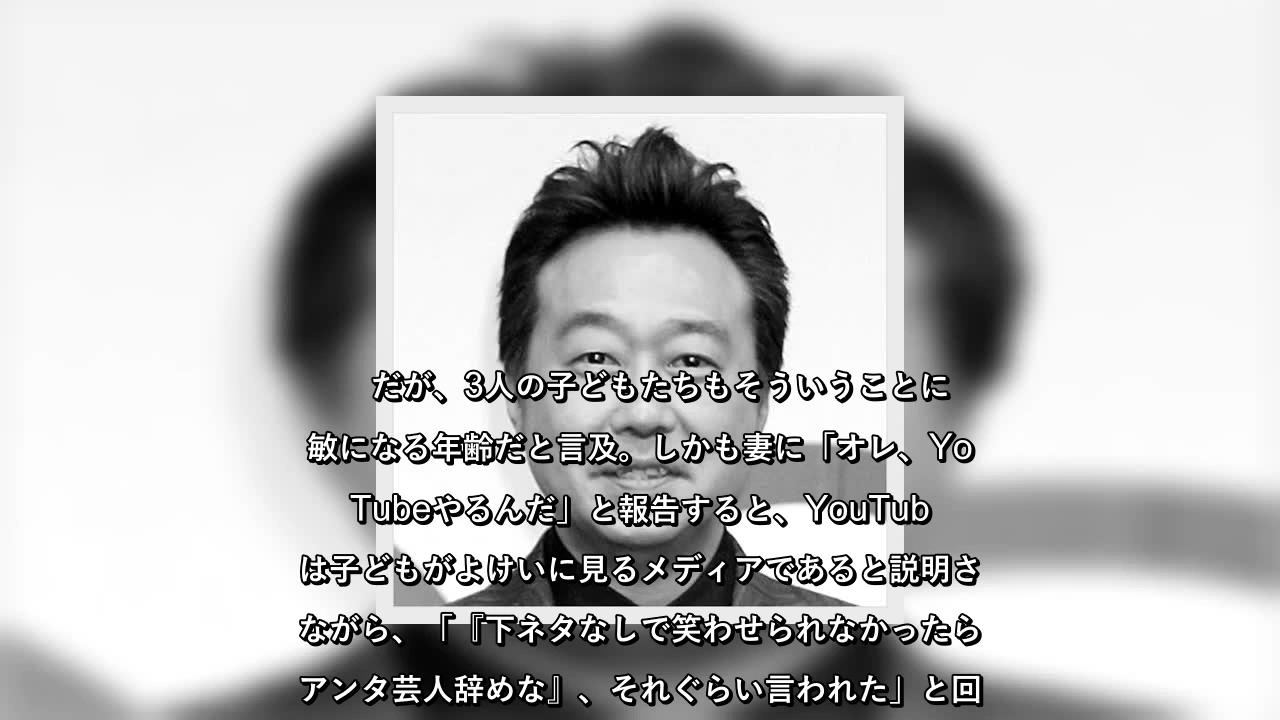 だが、3人の子どもたちもそういうことに
敏になる年齢だと言及。しかも妻に「オレ、Yo
Tubeやるんだ」と報告すると、YouTub
は子どもがよけいに見るメディアであると説明さ
ながら、「『下ネタなしで笑わせられなかったら
アンタ芸人辞めな』、それぐらい言われた」と回